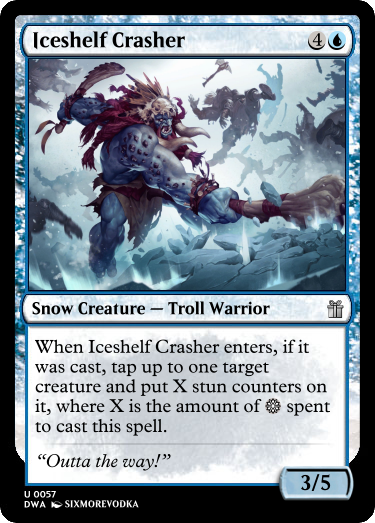 Iceshelf Crasher 4
Snow Creature — Troll Warrior
When Iceshelf Crasher enters, if it
was cast, tap up to one target
creature and put X stun counters on
it, where X is the amount of spent
to cast this spell.
“Outta the way!”
3/5
U 0057
DWA SIXMOREVODKA